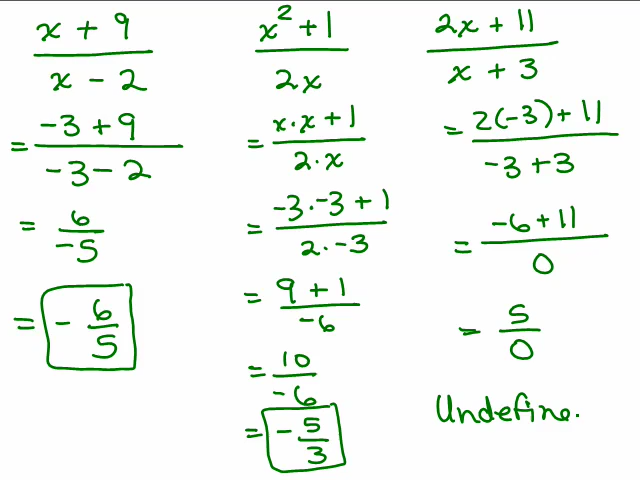 x + 9 / x - 2
= -3 + 9 / -3 - 2
= 6 / -5
= - 6 / 5
x² + 1 / 2x
= x·x + 1 / 2·x
= -3·-3 + 1 / 2·-3
= 9 + 1 / -6
= 10 / -6
= - 5 / 3
2x + 11 / x + 3
= 2(-3) + 11 / -3 + 3
= -6 + 11 / 0
= 5 / 0
Undefine.